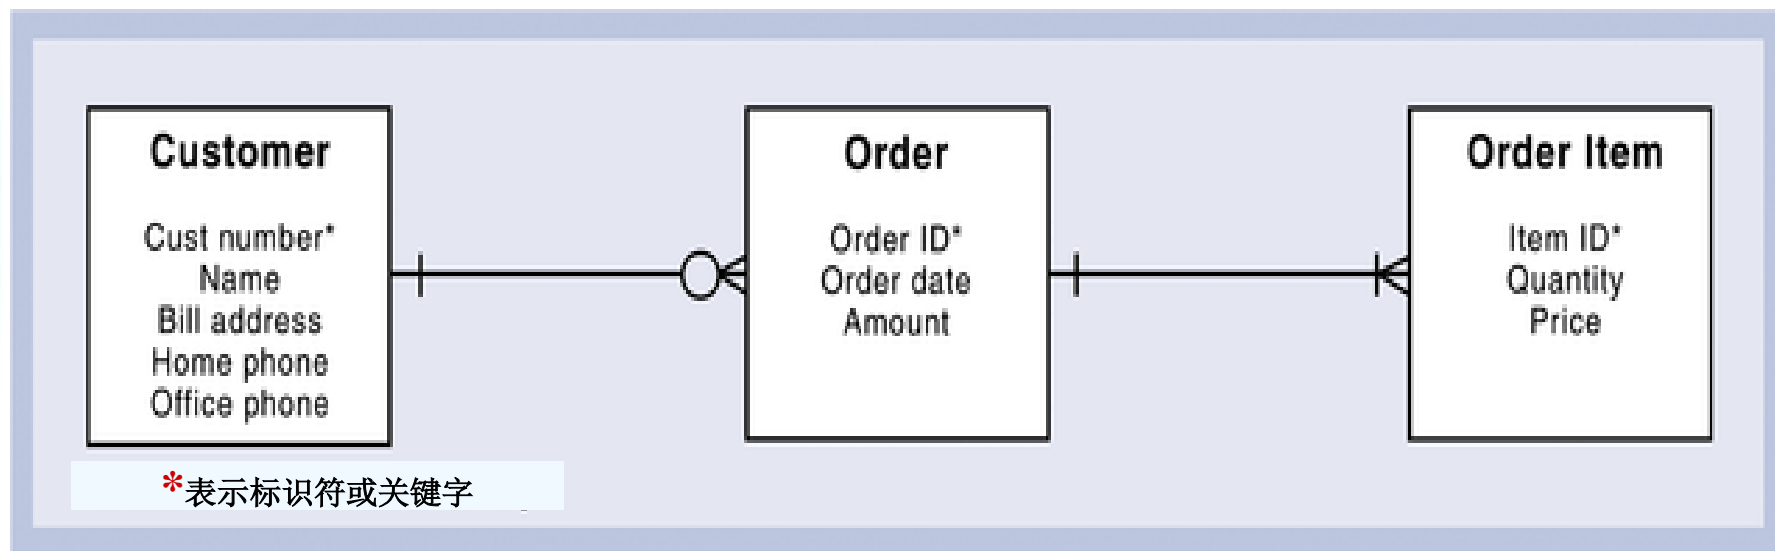 Customer
Cust number*
Name
Bill address
Home phone
Office phone
Order
Order ID*
Order date
Amount
Order Item
Item ID*
Quantity
Price
*表示标识符或关键字